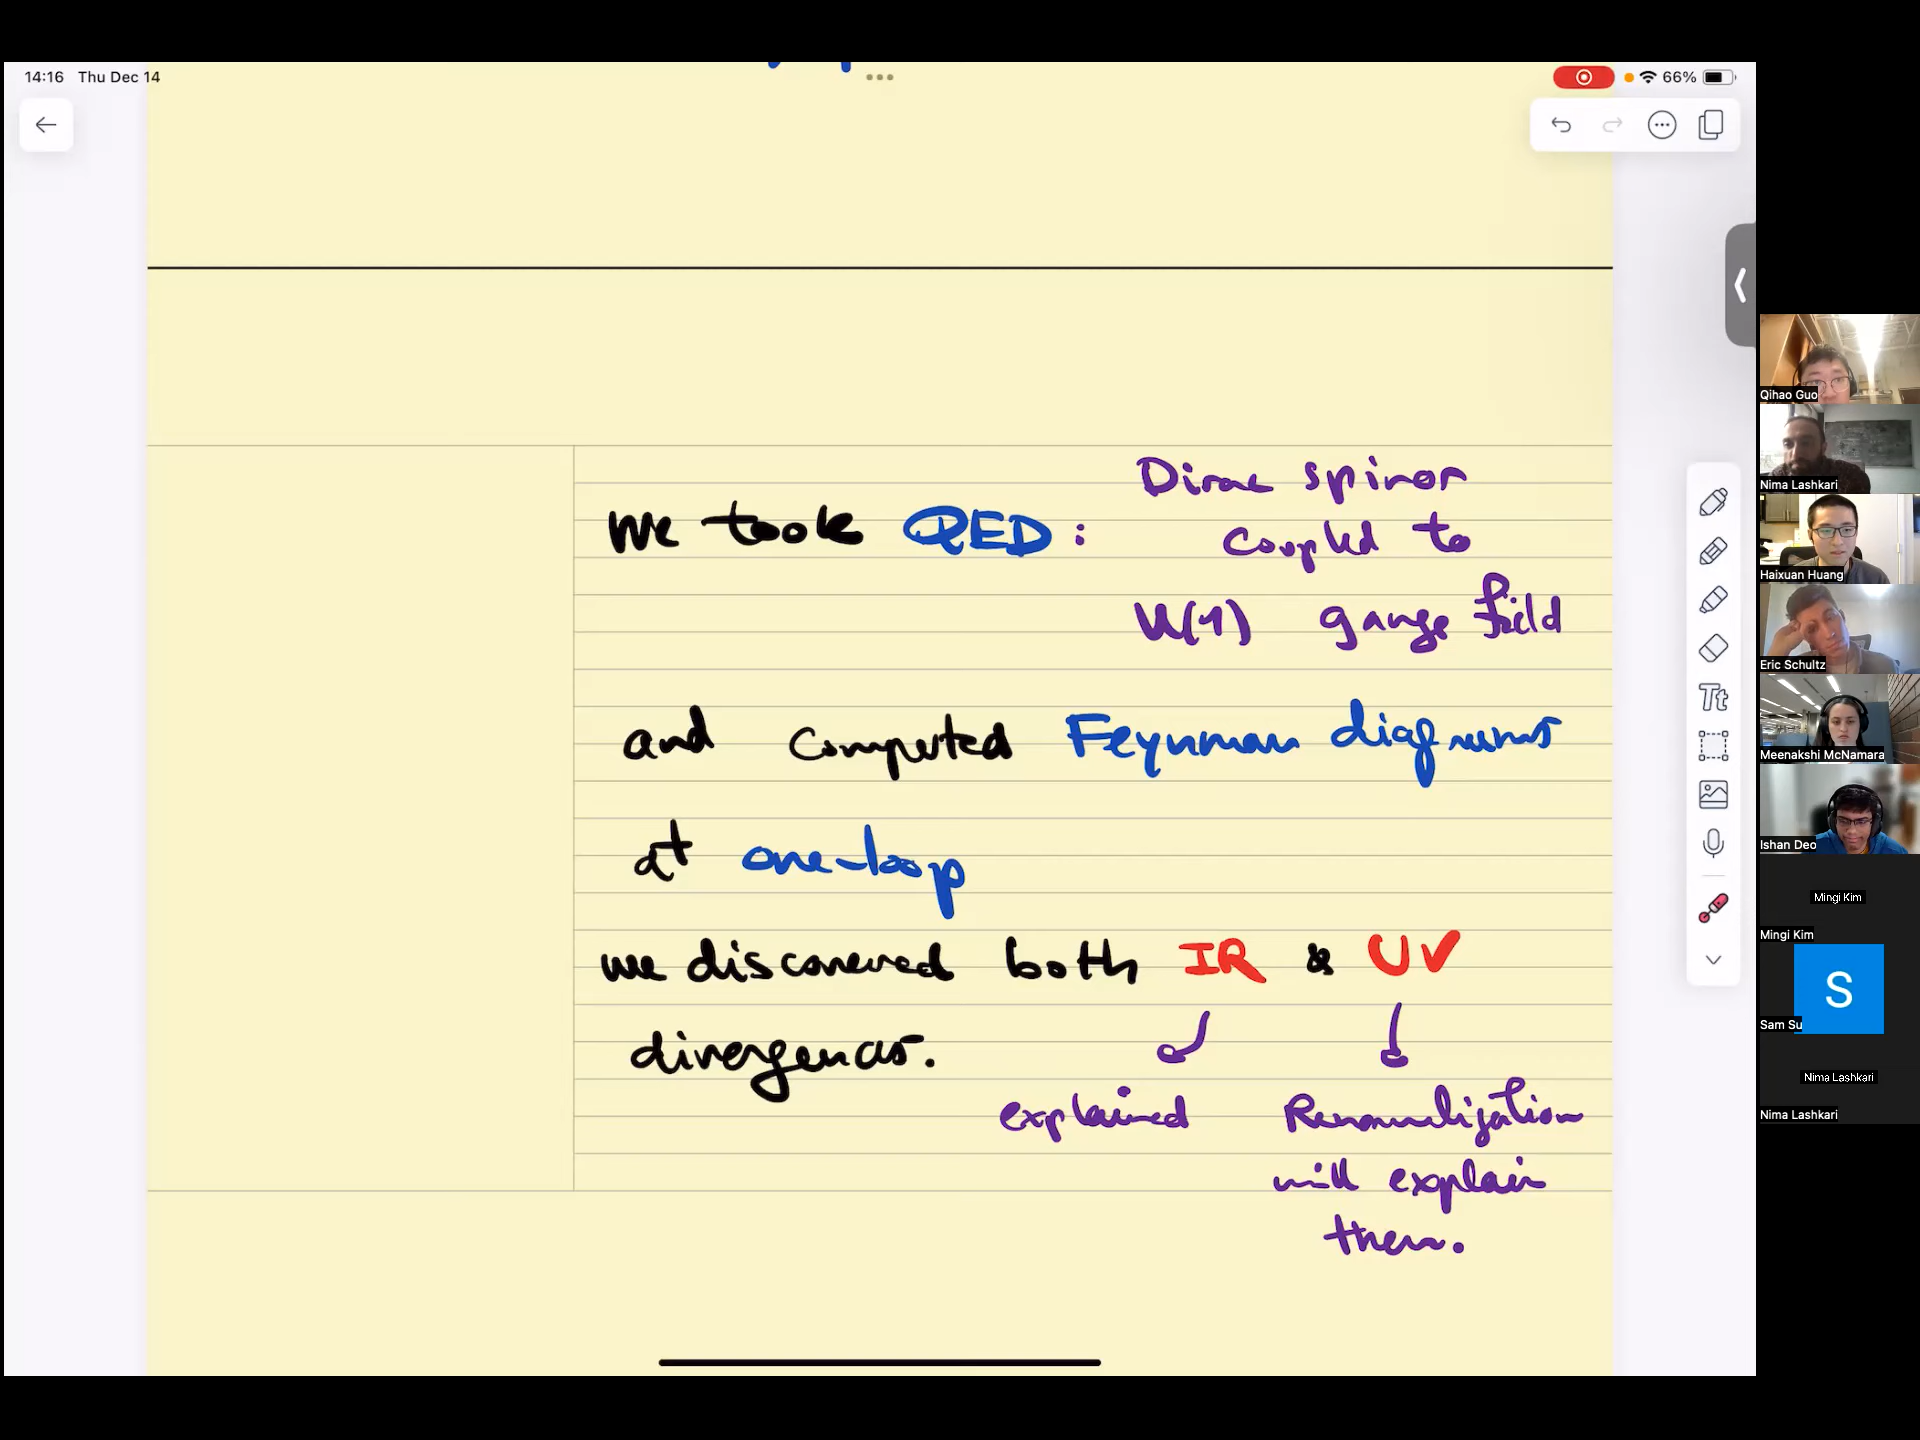 14:16 Thu Dec 14
66%
Dirac spinor
We took QED :
coupled to
U(1) gauge field
and computed Feynman diagrams
at one-loop
we discovered both IR & UV
divergences.
explained
Renormalization
will explain
them.
Tt
Qihao Guo
Nima Lashkari
Haixuan Huang
Eric Schultz
Meenakshi McNamara
Ishan Deo
Mingi Kim
Mingi Kim
S
Sam Su
Nima Lashkari
Nima Lashkari